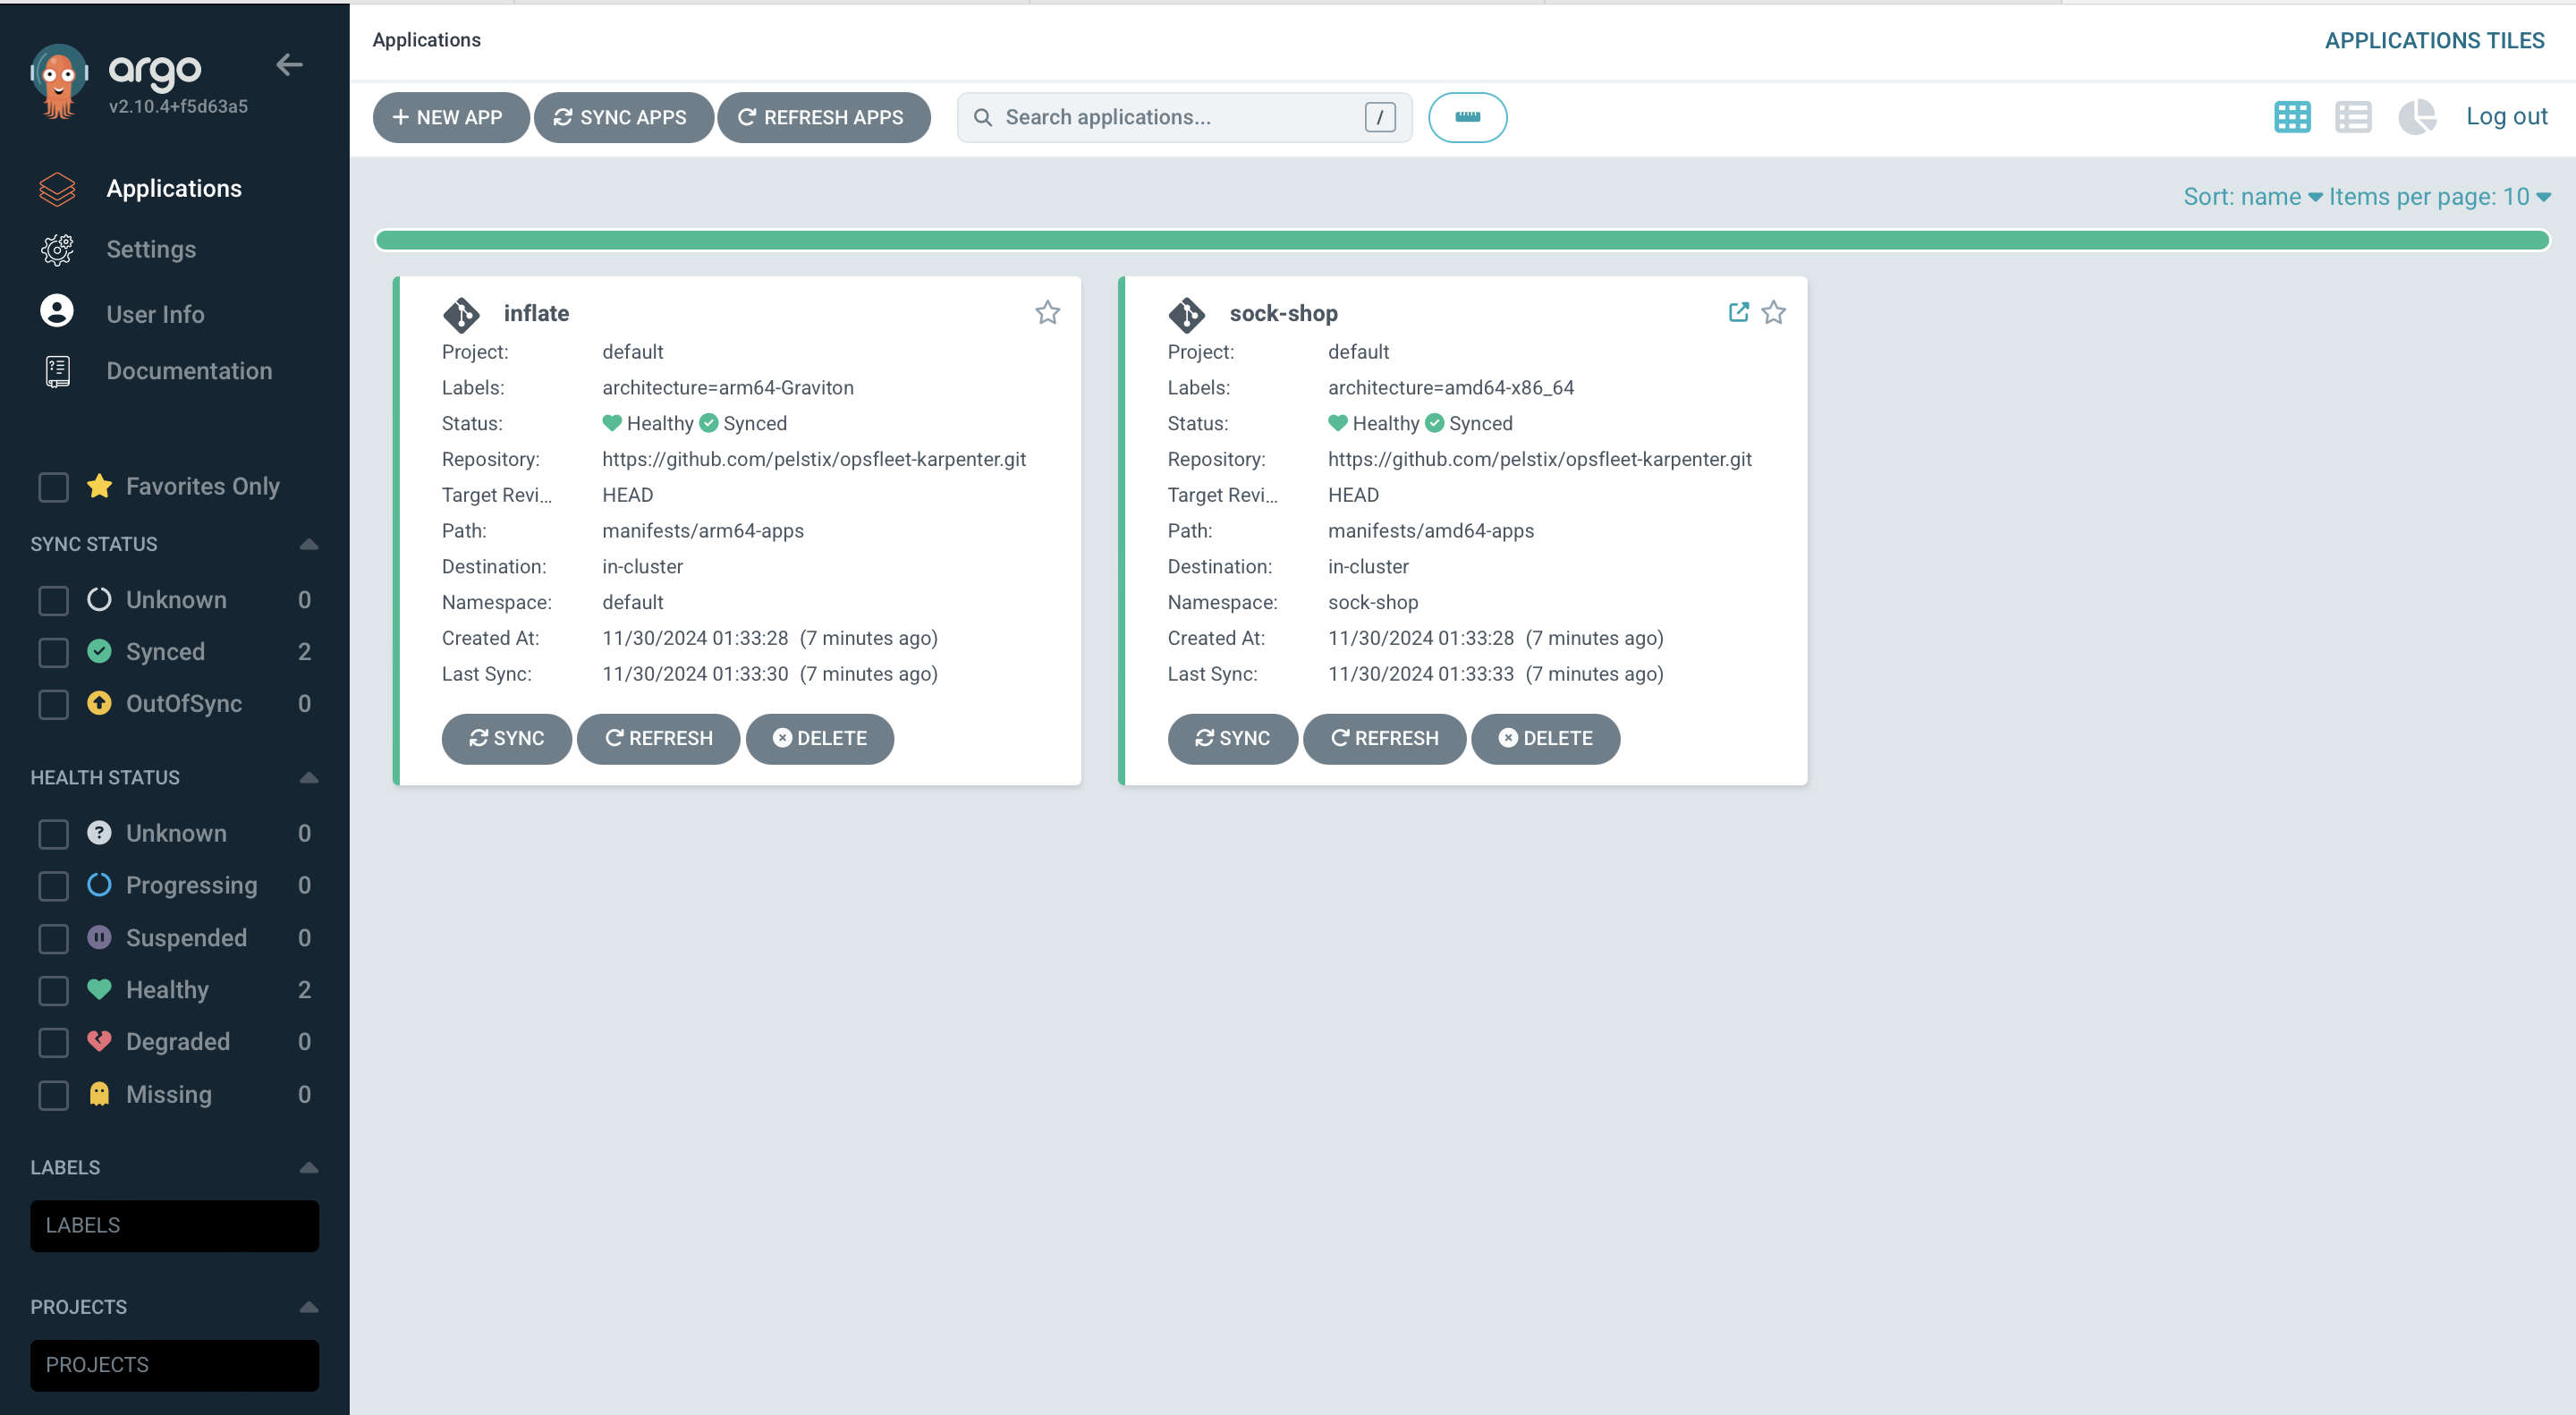 argo
v2.10.4+f5d63a5
Applications
Settings
User Info
Documentation
Favorites Only
SYNC STATUS
Unknown 0
Synced 2
OutOfSync 0
HEALTH STATUS
Unknown 0
Progressing 0
Suspended 0
Healthy 2
Degraded 0
Missing 0
LABELS
LABELS
PROJECTS
PROJECTS
Applications
APPLICATIONS TILES
NEW APP SYNC APPS REFRESH APPS Search applications... / Log out
Sort: name Items per page: 10
inflate
Project: default
Labels: architecture=arm64-Graviton
Status: Healthy Synced
Repository: https://github.com/pelstix/opsfleet-karpenter.git
Target Revi... HEAD
Path: manifests/arm64-apps
Destination: in-cluster
Namespace: default
Created At: 11/30/2024 01:33:28 (7 minutes ago)
Last Sync: 11/30/2024 01:33:30 (7 minutes ago)
SYNC REFRESH DELETE
sock-shop
Project: default
Labels: architecture=amd64-x86_64
Status: Healthy Synced
Repository: https://github.com/pelstix/opsfleet-karpenter.git
Target Revi... HEAD
Path: manifests/amd64-apps
Destination: in-cluster
Namespace: sock-shop
Created At: 11/30/2024 01:33:28 (7 minutes ago)
Last Sync: 11/30/2024 01:33:33 (7 minutes ago)
SYNC REFRESH DELETE